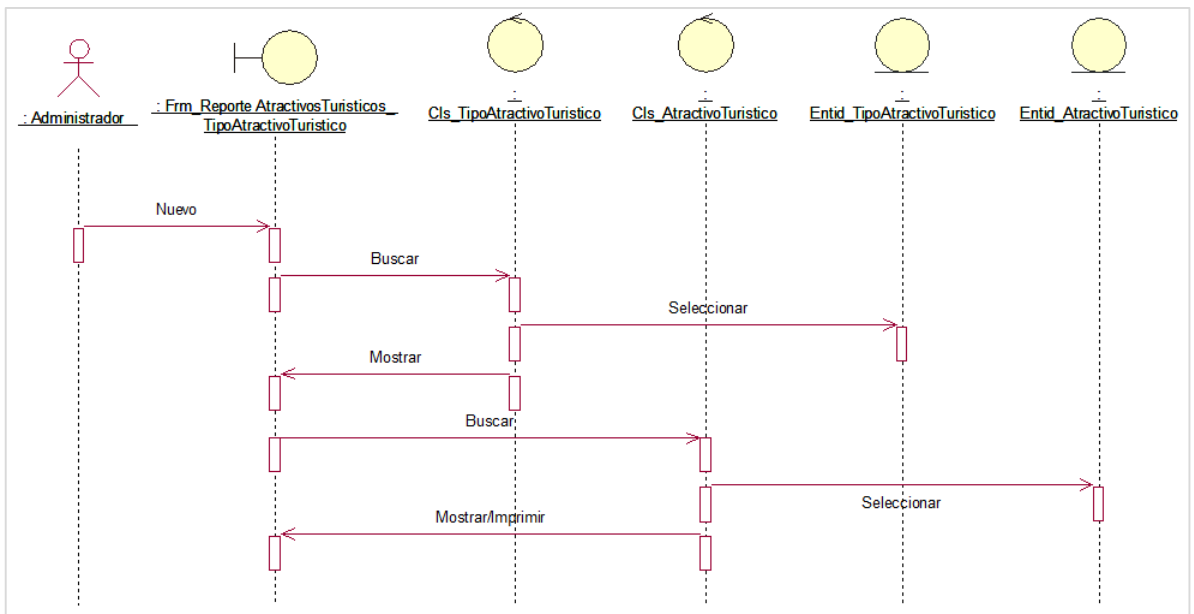 : Administrador
: Frm_Reporte AtractivosTuristicos_
TipoAtractivoTuristico
:
Cls_TipoAtractivoTuristico
:
Cls_AtractivoTuristico
:
Entid_TipoAtractivoTuristico
:
Entid_AtractivoTuristico
Nuevo
Buscar
Seleccionar
Mostrar
Buscar
Seleccionar
Mostrar/Imprimir